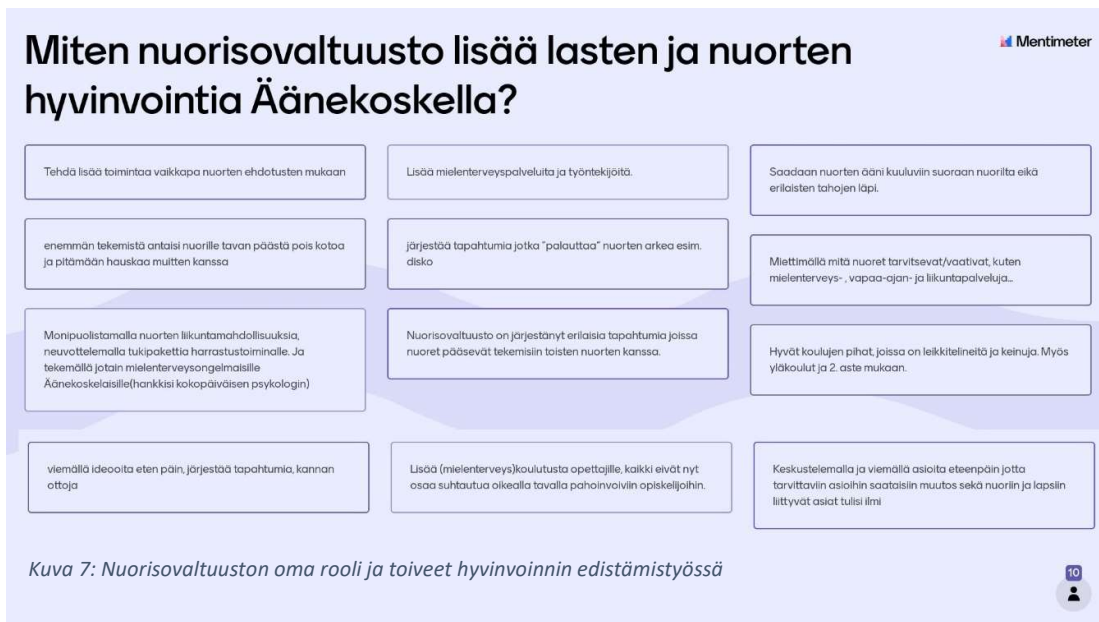 Miten nuorisovaltuusto lisää lasten ja nuorten
hyvinvointia Äänekoskella?
Mentimeter
Tehdä lisää toimintaa vaikkapa nuorten ehdotusten mukaan
Lisää mielenterveyspalveluita ja työntekijöitä.
Saadaan nuorten ääni kuuluviin suoraan nuorilta eikä
erilaisten tahojen läpi.
enemmän tekemistä antaisi nuorille tavan päästä pois kotoa
ja pitämään hauskaa muitten kanssa
järjestää tapahtumia jotka "palauttaa" nuorten arkea esim.
disko
Miettimällä mitä nuoret tarvitsevat/vaativat, kuten
mielenterveys- , vapaa-ajan- ja liikuntapalveluja...
Monipuolistamalla nuorten liikuntamahdollisuuksia,
neuvottelemalla tukipakettia harrastustoiminalle. Ja
tekemällä jotain mielenterveysongelmaisille
Äänekoskelaisille(hankkisi kokopäiväisen psykologin)
Nuorisovaltuusto on järjestänyt erilaisia tapahtumia joissa
nuoret pääsevät tekemisiin toisten nuorten kanssa.
Hyvät koulujen pihat, joissa on leikkitelineitä ja keinuja. Myös
yläkoulut ja 2. aste mukaan.
viemällä ideooita eten päin, järjestää tapahtumia, kannan
ottoja
Lisää (mielenterveys)koulutusta opettajille, kaikki eivät nyt
osaa suhtautua oikealla tavalla pahoinvoiviin opiskelijoihin.
Keskustelemalla ja viemällä asioita eteenpäin jotta
tarvittaviin asioihin saataisiin muutos sekä nuoriin ja lapsiin
liittyvät asiat tulisi ilmi
Kuva 7: Nuorisovaltuuston oma rooli ja toiveet hyvinvoinnin edistämistyössä
10